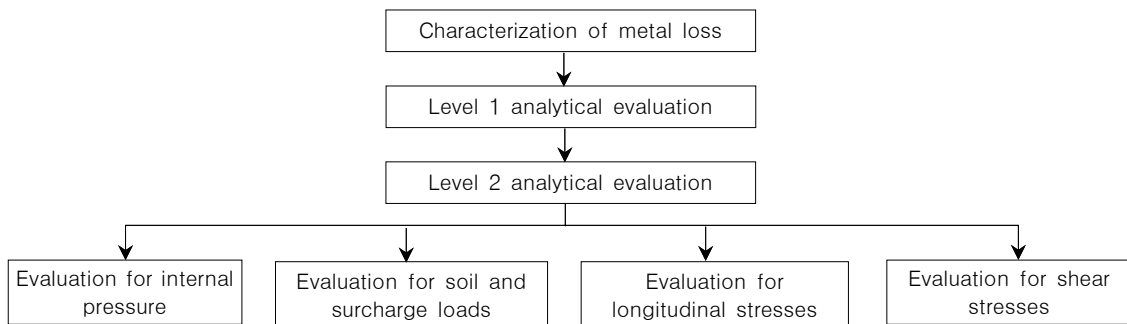 Characterization of metal loss
Level 1 analytical evaluation
Level 2 analytical evaluation
Evaluation for internal
pressure
Evaluation for soil and
surcharge loads
Evaluation for
longitudinal stresses
Evaluation for shear
stresses